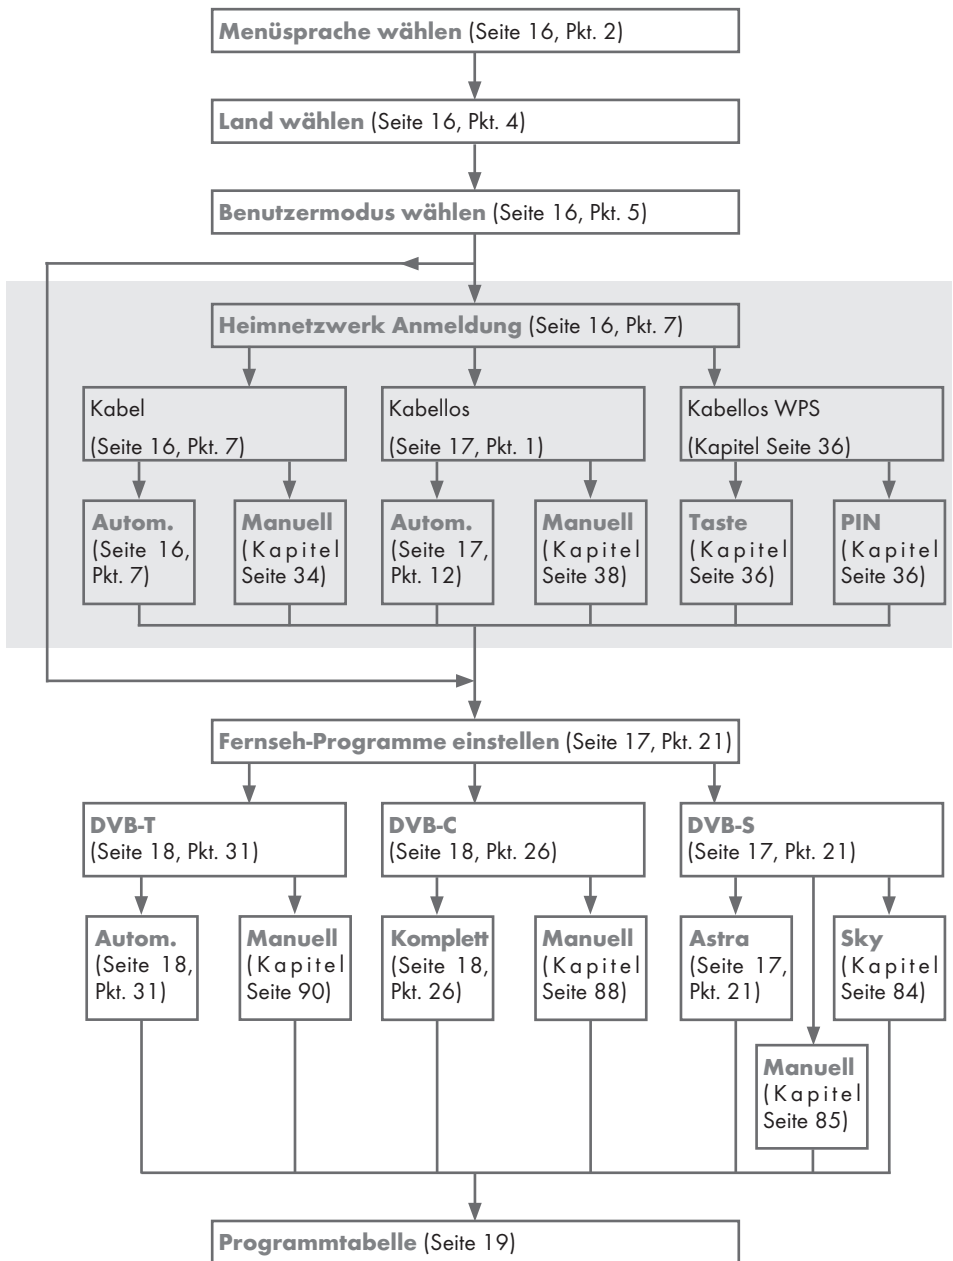 Menüsprache wählen (Seite 16, Pkt. 2)
Land wählen (Seite 16, Pkt. 4)
Benutzermodus wählen (Seite 16, Pkt. 5)
Heimnetzwerk Anmeldung (Seite 16, Pkt. 7)
Kabel
(Seite 16, Pkt. 7)
Kabellos
(Seite 17, Pkt. 1)
Kabellos WPS
(Kapitel Seite 36)
Autom.
(Seite 16,
Pkt. 7)
Manuell
(Kapitel
Seite 34)
Autom.
(Seite 17,
Pkt. 12)
Manuell
(Kapitel
Seite 38)
Taste
(Kapitel
Seite 36)
PIN
(Kapitel
Seite 36)
Fernseh-Programme einstellen (Seite 17, Pkt. 21)
DVB-T
(Seite 18, Pkt. 31)
DVB-C
(Seite 18, Pkt. 26)
DVB-S
(Seite 17, Pkt. 21)
Autom.
(Seite 18,
Pkt. 31)
Manuell
(Kapitel
Seite 90)
Komplett
(Seite 18,
Pkt. 26)
Manuell
(Kapitel
Seite 88)
Astra
(Seite 17,
Pkt. 21)
Sky
(Kapitel
Seite 84)
Manuell
(Kapitel
Seite 85)
Programmtabelle (Seite 19)